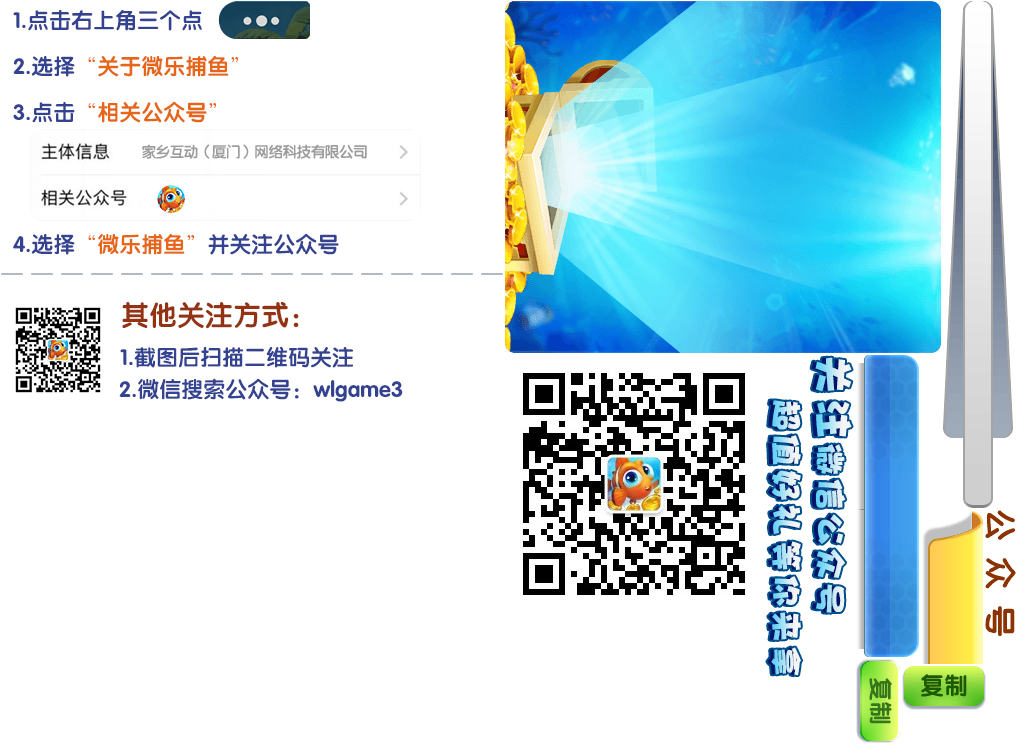 1.点击右上角三个点
2.选择“关于微乐捕鱼”
3.点击“相关公众号”
主体信息 家乡互动（厦门）网络科技有限公司
相关公众号
4.选择“微乐捕鱼”并关注公众号
其他关注方式：
1.截图后扫描二维码关注
2.微信搜索公众号：wlgame3
关注微信公众号
超值好礼等你来拿
公众号
复制
复制